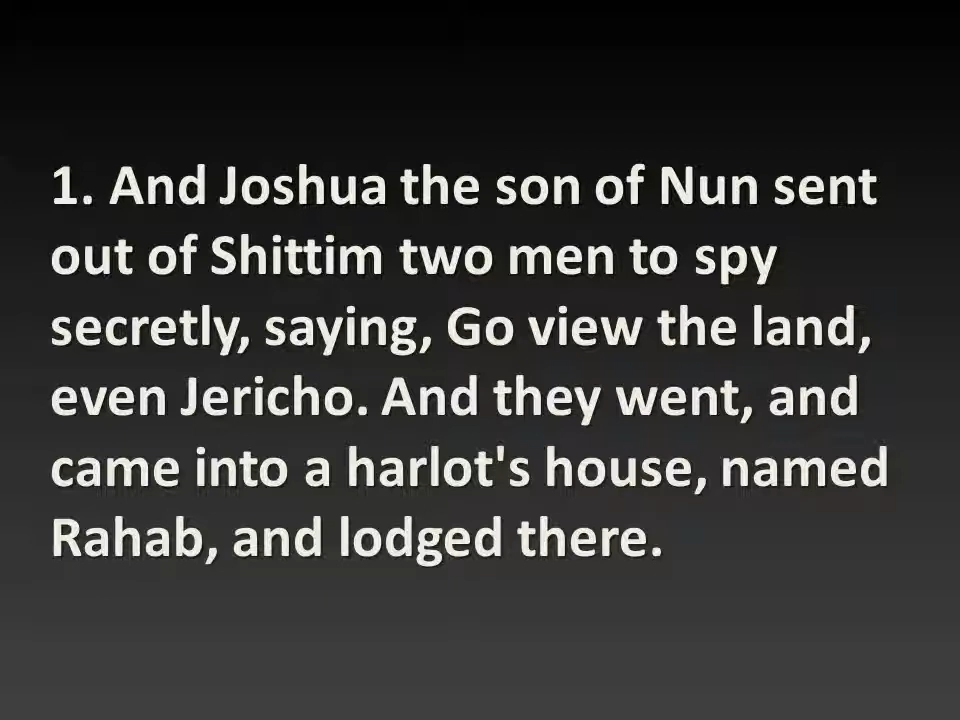 1. And Joshua the son of Nun sent
out of Shittim two men to spy
secretly, saying, Go view the land,
even Jericho. And they went, and
came into a harlot's house, named
Rahab, and lodged there.